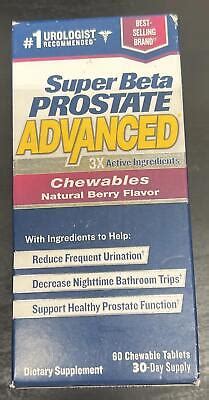 #1 UROLOGIST
RECOMMENDED
BEST-
SELLING
BRAND
Super Beta
PROSTATE
ADVANCED
3X Active Ingredients
Chewables
Natural Berry Flavor
With Ingredients to Help:
Reduce Frequent Urination
Decrease Nighttime Bathroom Trips
Support Healthy Prostate Function
60 Chewable Tablets
Dietary Supplement 30-Day Supply